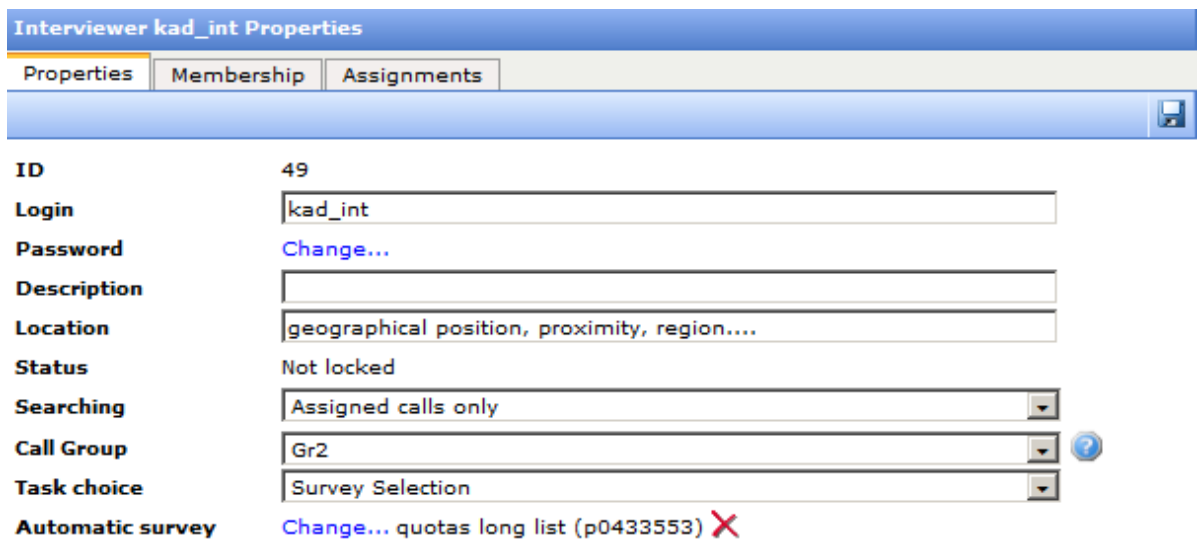 Interviewer kad_int Properties
Properties Membership Assignments
ID 49
Login kad_int
Password Change...
Description
Location geographical position, proximity, region....
Status Not locked
Searching Assigned calls only
Call Group Gr2 ?
Task choice Survey Selection
Automatic survey Change... quotas long list (p0433553)